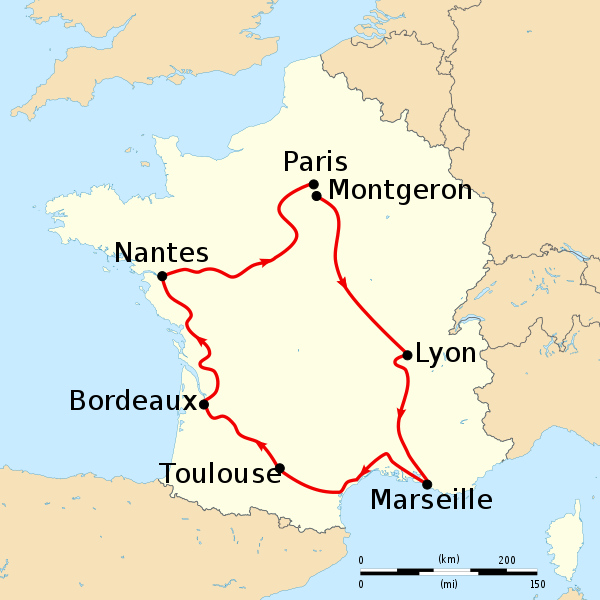 Paris
Montgeron
Nantes
Lyon
Bordeaux
Toulouse
Marseille
0 (km) 200
0 (mi) 150